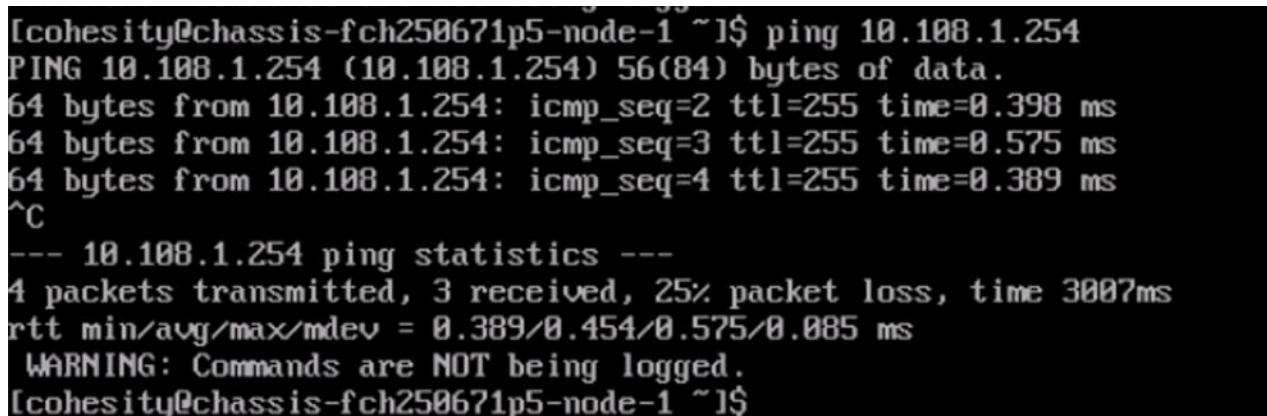 [cohesity@chassis-fch250671p5-node-1 ~]$ ping 10.108.1.254
PING 10.108.1.254 (10.108.1.254) 56(84) bytes of data.
64 bytes from 10.108.1.254: icmp_seq=2 ttl=255 time=0.398 ms
64 bytes from 10.108.1.254: icmp_seq=3 ttl=255 time=0.575 ms
64 bytes from 10.108.1.254: icmp_seq=4 ttl=255 time=0.389 ms
^C
--- 10.108.1.254 ping statistics ---
4 packets transmitted, 3 received, 25% packet loss, time 3007ms
rtt min/avg/max/mdev = 0.389/0.454/0.575/0.085 ms
WARNING: Commands are NOT being logged.
[cohesity@chassis-fch250671p5-node-1 ~]$